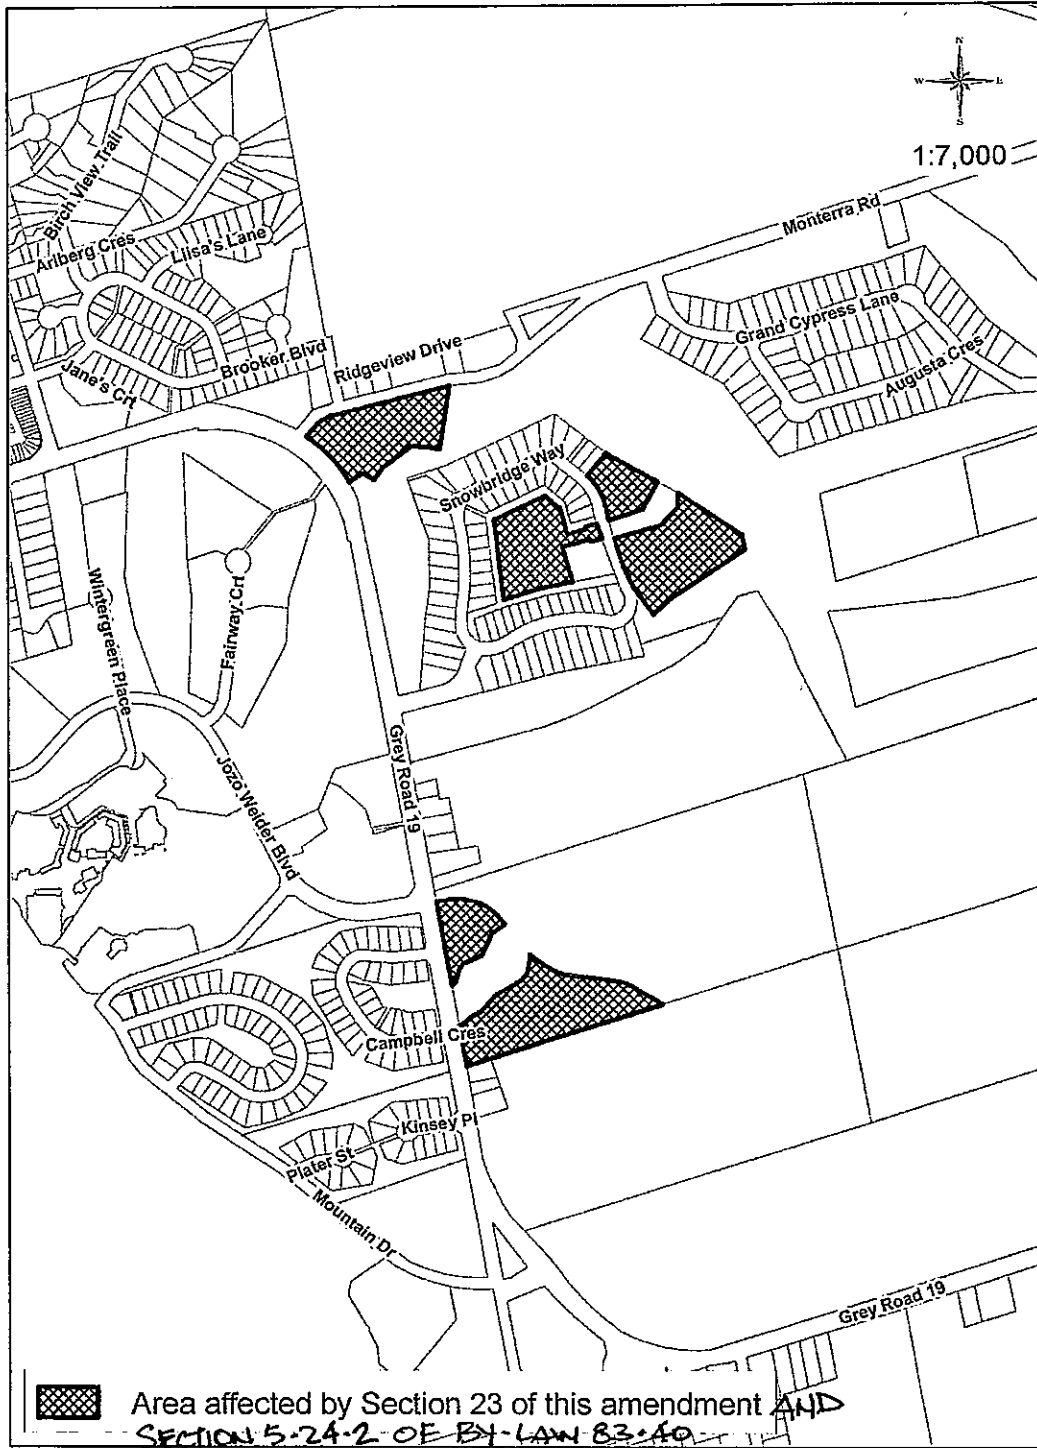 N
W E
S
1:7,000
Birch View Trail
Arlberg Cres
Liisa's Lane
Monterra Rd
Grand Cypress Lane
Augusta Cres
Brooker Blvd
Ridgeview Drive
Jane's Crt
Snowbridge Way
Wintergreen Place
Fairway Crt
Grey Road 19
Jozo Weider Blvd
Campbell Cres
Kinsey Pl
Plater St
Mountain Dr
Grey Road 19
Area affected by Section 23 of this amendment AND
SECTION 5.24.2 OF BY-LAW 83.40